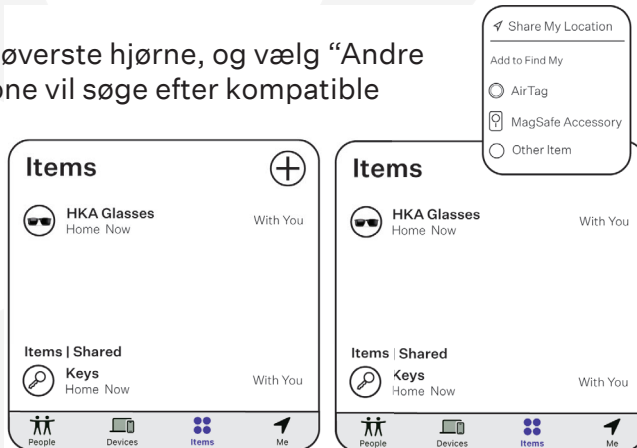 øverste hjørne, og vælg “Andre
one vil søge efter kompatible
Share My Location
Add to Find My
AirTag
MagSafe Accessory
Other Item
Items
HKA Glasses
Home Now
With You
Items | Shared
Keys
Home Now
With You
People
Devices
Items
Me
Items
HKA Glasses
Home Now
With You
Items | Shared
Keys
Home Now
With You
People
Devices
Items
Me